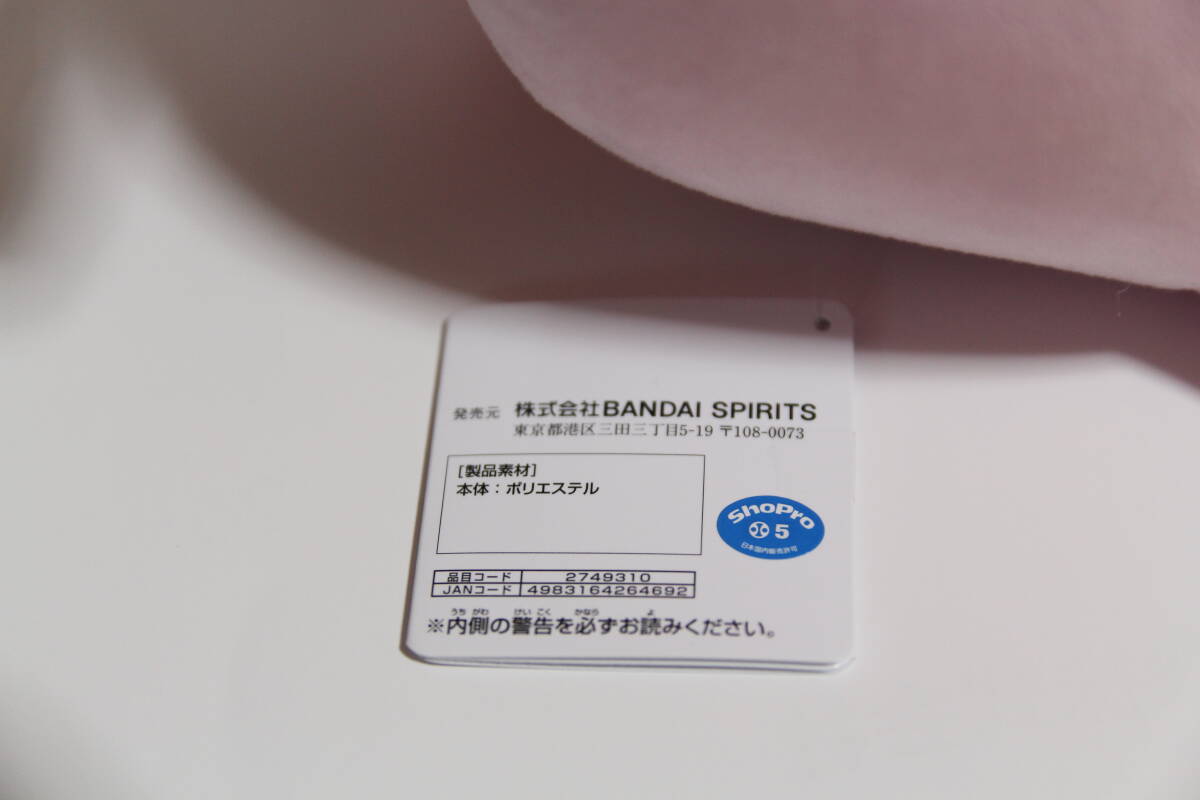 発売元 株式会社BANDAI SPIRITS
東京都港区三田三丁目5-19 〒108-0073
[製品素材]
本体：ポリエステル
ShoPro
5
日本国内販売許可
品目コード 2749310
JANコード 4983164264692
うち がわ けい こく かなら よ
※内側の警告を必ずお読みください。